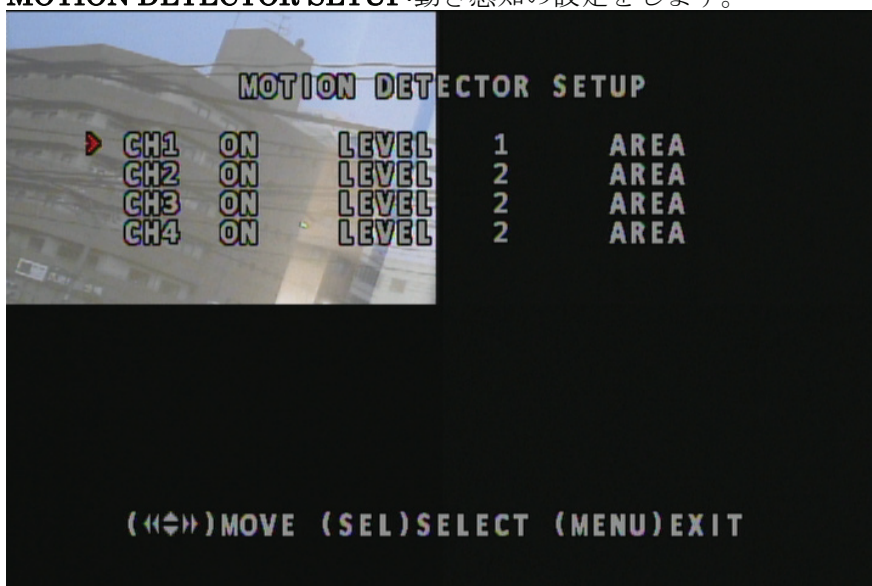 MOTION DETECTOR SETUP:動き感知の設定をします。
MOTION DETECTOR SETUP
CH1 ON LEVEL 1 AREA
CH2 ON LEVEL 2 AREA
CH3 ON LEVEL 2 AREA
CH4 ON LEVEL 2 AREA
(⏪⬍⏩)MOVE (SEL)SELECT (MENU)EXIT